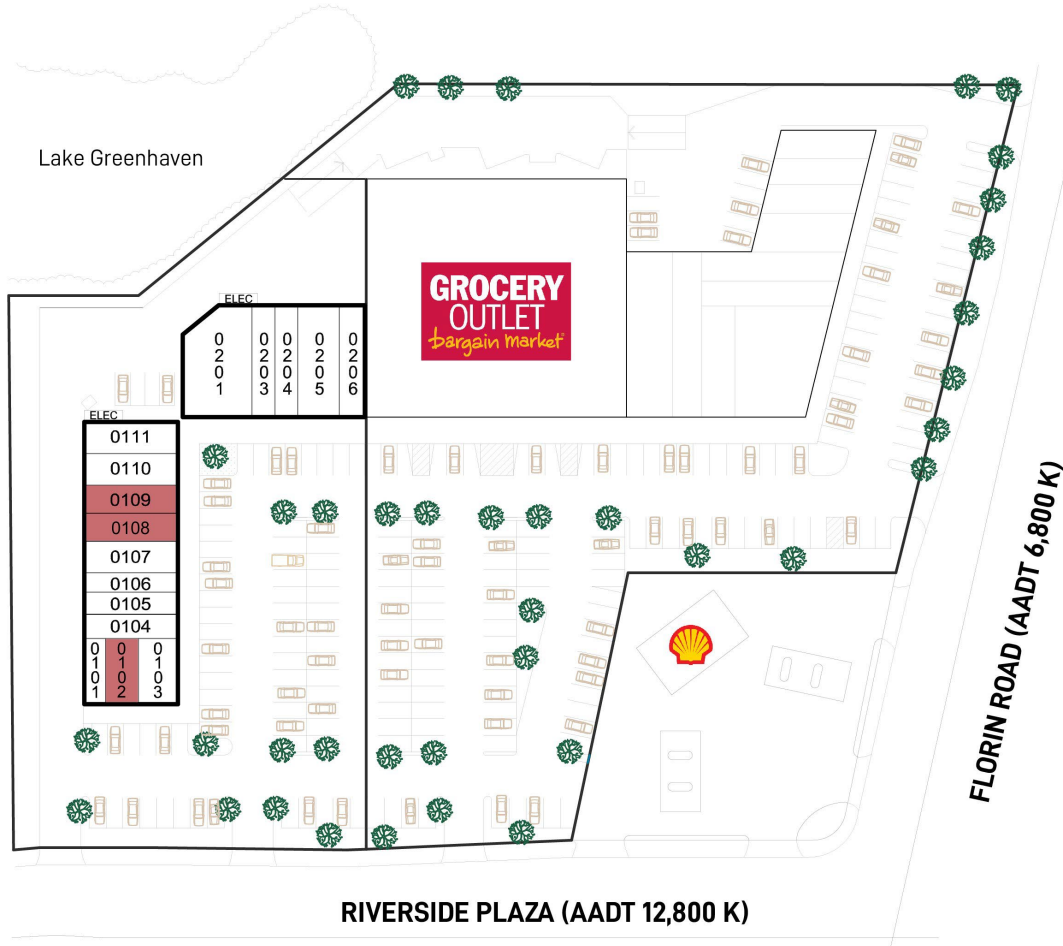 Lake Greenhaven
GROCERY
OUTLET
bargain market
ELEC
0201
0203
0204
0205
0206
ELEC
0111
0110
0109
0108
0107
0106
0105
0104
0101
0102
0103
FLORIN ROAD (AADT 6,800 K)
RIVERSIDE PLAZA (AADT 12,800 K)